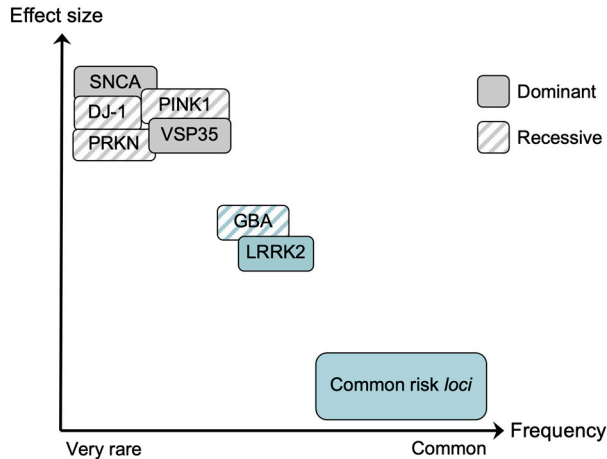 Effect size
SNCA
DJ-1
PINK1
PRKN
VSP35
Dominant
Recessive
GBA
LRRK2
Common risk loci
Frequency
Very rare
Common